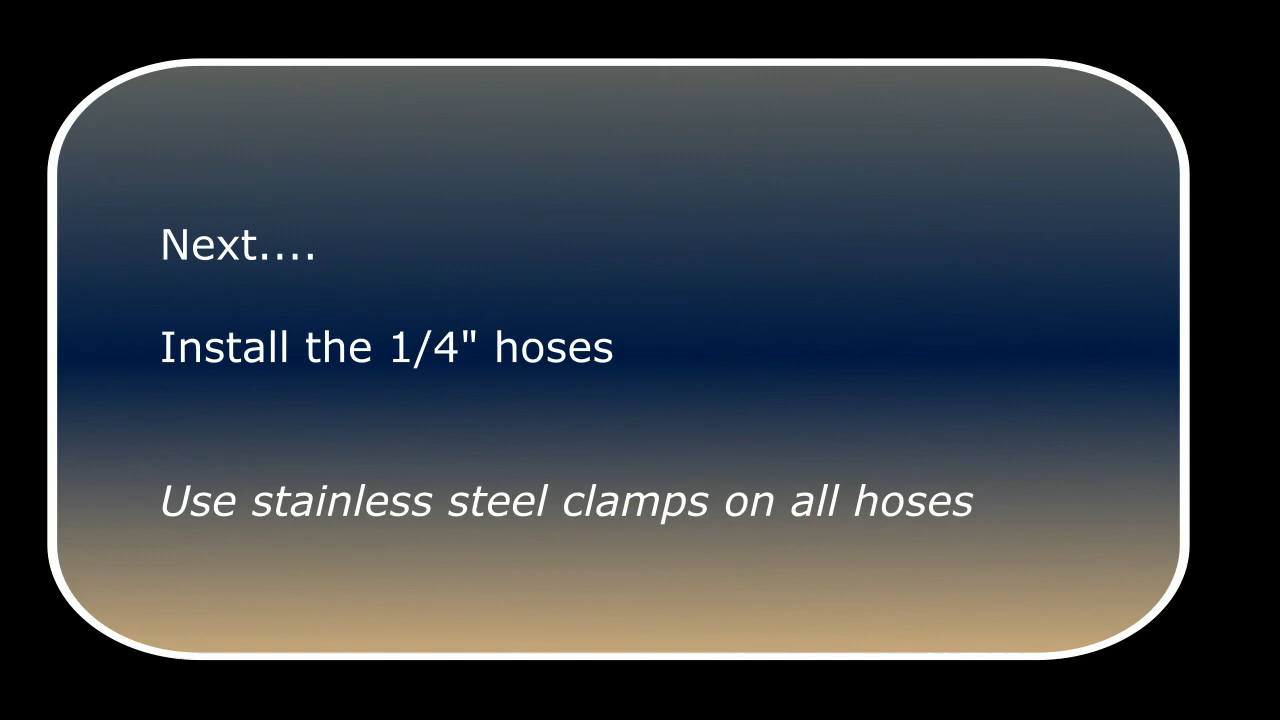 Next....
Install the 1/4" hoses
Use stainless steel clamps on all hoses